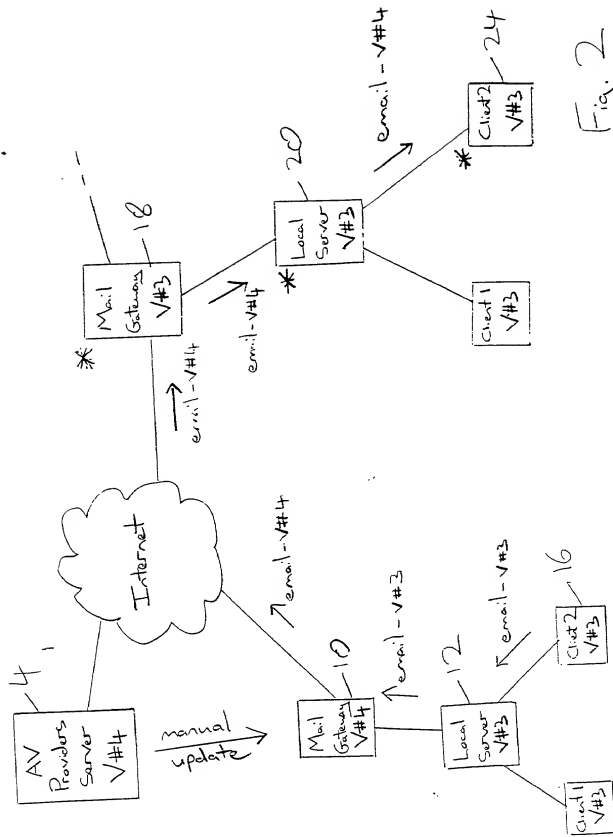 AV
Providers
Server
V#4
4
manual
update
Internet
Mail
Gateway
V#4
10
email-V#4
email-V#3
Local
Server
V#3
12
email-V#3
Client1
V#3
Client2
V#3
16
email-V#4
*
Mail
Gateway
V#3
18
email-V#4
*
Local
Server
V#3
20
email-V#4
Client1
V#3
*
Client2
V#3
24
Fig. 2